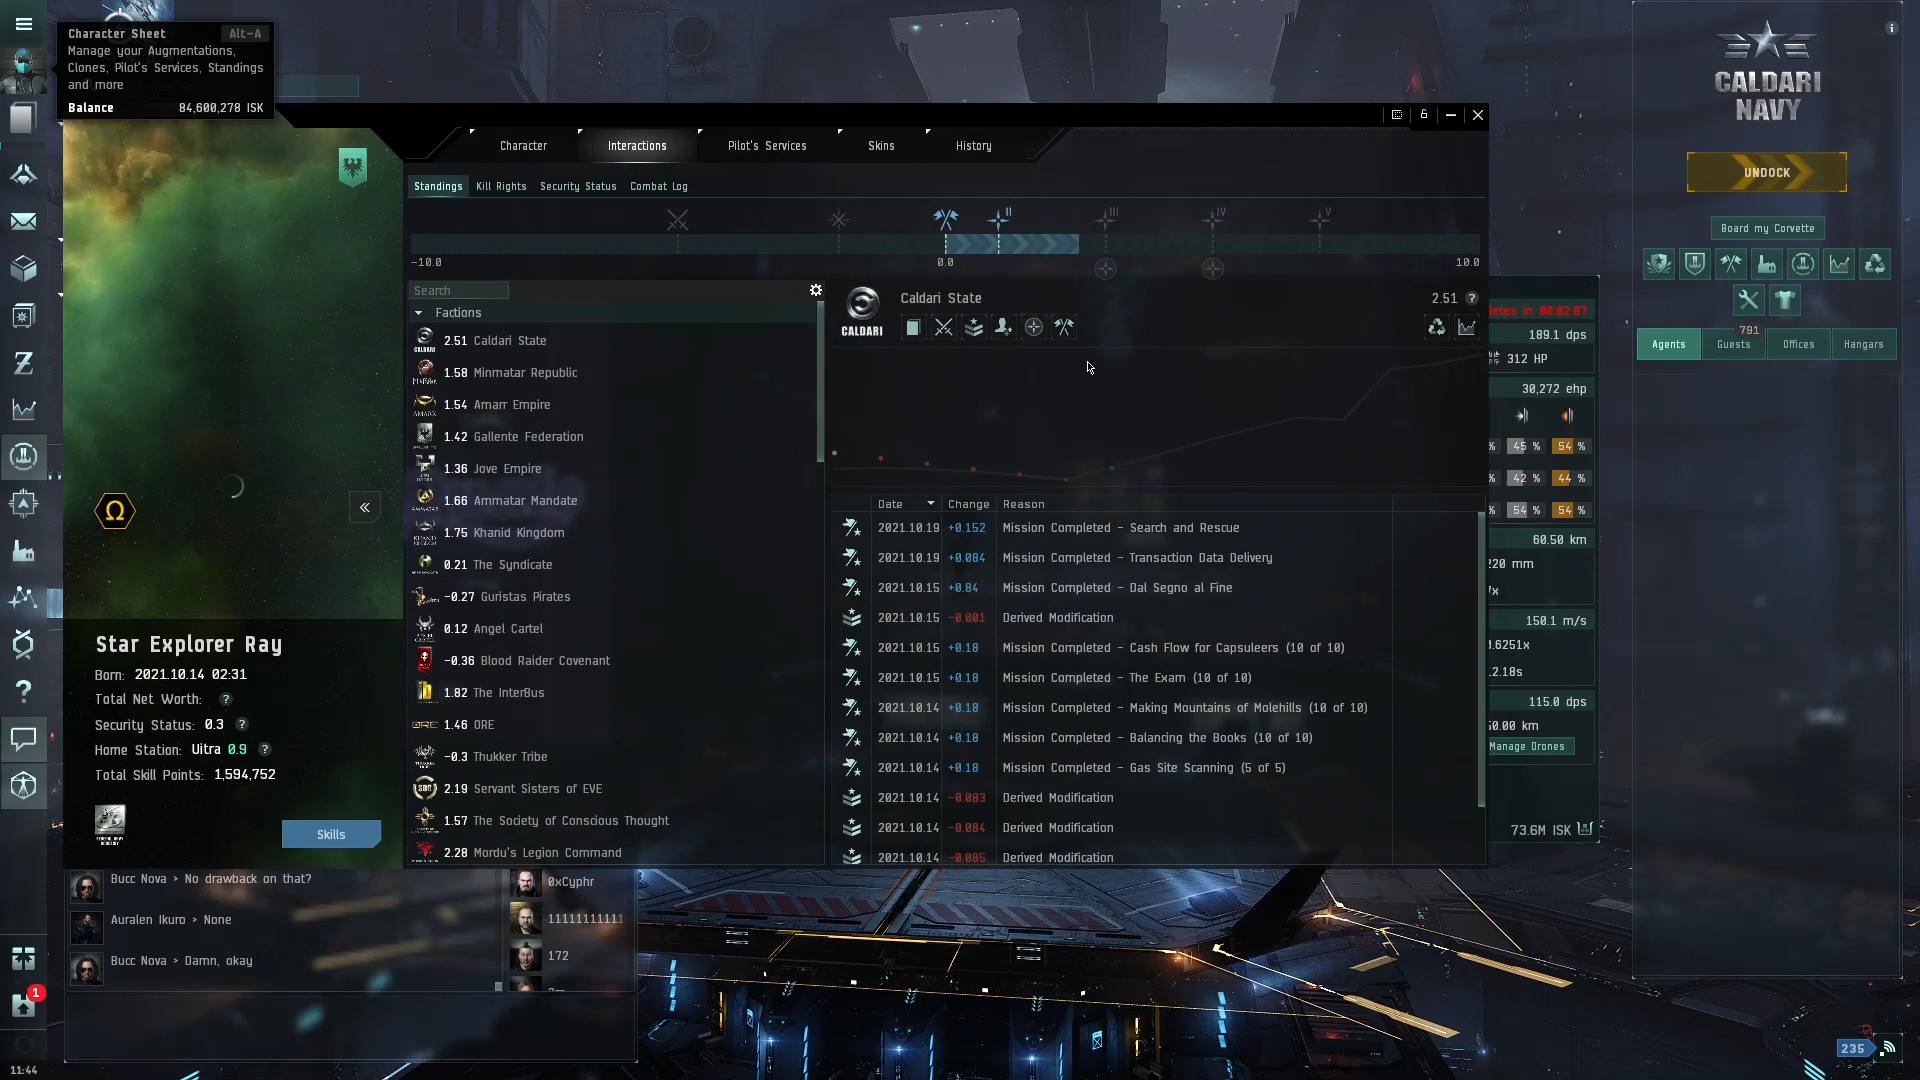 Character Sheet Alt-A
Manage your Augmentations,
Clones, Pilot's Services, Standings
and more
Balance 84,600,278 ISK
Character Interactions Pilot's Services Skins History
Standings Kill Rights Security Status Combat Log
II III IV V
-10.0 0.0 10.0
Search
Factions
2.51 Caldari State
1.58 Minmatar Republic
1.54 Amarr Empire
1.42 Gallente Federation
1.36 Jove Empire
1.66 Ammatar Mandate
1.75 Khanid Kingdom
0.21 The Syndicate
-0.27 Guristas Pirates
0.12 Angel Cartel
-0.36 Blood Raider Covenant
1.82 The InterBus
1.46 ORE
-0.3 Thukker Tribe
2.19 Servant Sisters of EVE
1.57 The Society of Conscious Thought
2.28 Mordu's Legion Command
CALDARI
Caldari State 2.51 ?
Date Change Reason
2021.10.19 +0.152 Mission Completed - Search and Rescue
2021.10.19 +0.084 Mission Completed - Transaction Data Delivery
2021.10.15 +0.84 Mission Completed - Dal Segno al Fine
2021.10.15 -0.001 Derived Modification
2021.10.15 +0.18 Mission Completed - Cash Flow for Capsuleers (10 of 10)
2021.10.15 +0.18 Mission Completed - The Exam (10 of 10)
2021.10.14 +0.18 Mission Completed - Making Mountains of Molehills (10 of 10)
2021.10.14 +0.18 Mission Completed - Balancing the Books (10 of 10)
2021.10.14 +0.18 Mission Completed - Gas Site Scanning (5 of 5)
2021.10.14 -0.083 Derived Modification
2021.10.14 -0.084 Derived Modification
2021.10.14 -0.085 Derived Modification
Ω
«
Star Explorer Ray
Born: 2021.10.14 02:31
Total Net Worth: ?
Security Status: 0.3 ?
Home Station: Uitra 0.9 ?
Total Skill Points: 1,594,752
Skills
Bucc Nova > No drawback on that?
Auralen Ikuro > None
Bucc Nova > Damn, okay
0xCyphr
11111111111
172
189.1 dps
312 HP
30,272 ehp
% 45 % 54 %
% 42 % 44 %
% 54 % 54 %
60.50 km
220 mm
150.1 m/s
115.0 dps
Manage Drones
73.6M ISK
CALDARI
NAVY
UNDOCK
Board my Corvette
791
Agents Guests Offices Hangars
1
11:44
235